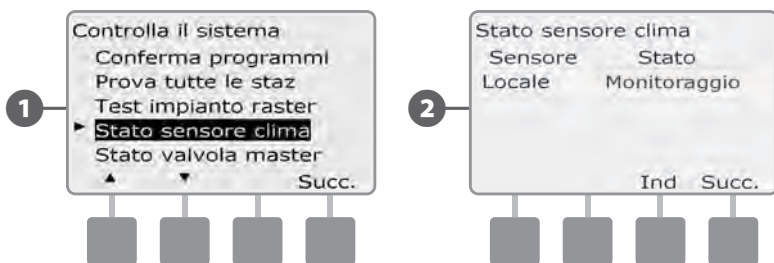 1
Controlla il sistema
Conferma programmI
Prova tutte le staz
Test impianto raster
Stato sensore clima
Stato valvola master
Succ.
2
Stato sensore clima
Sensore Stato
Locale Monitoraggio
Ind Succ.